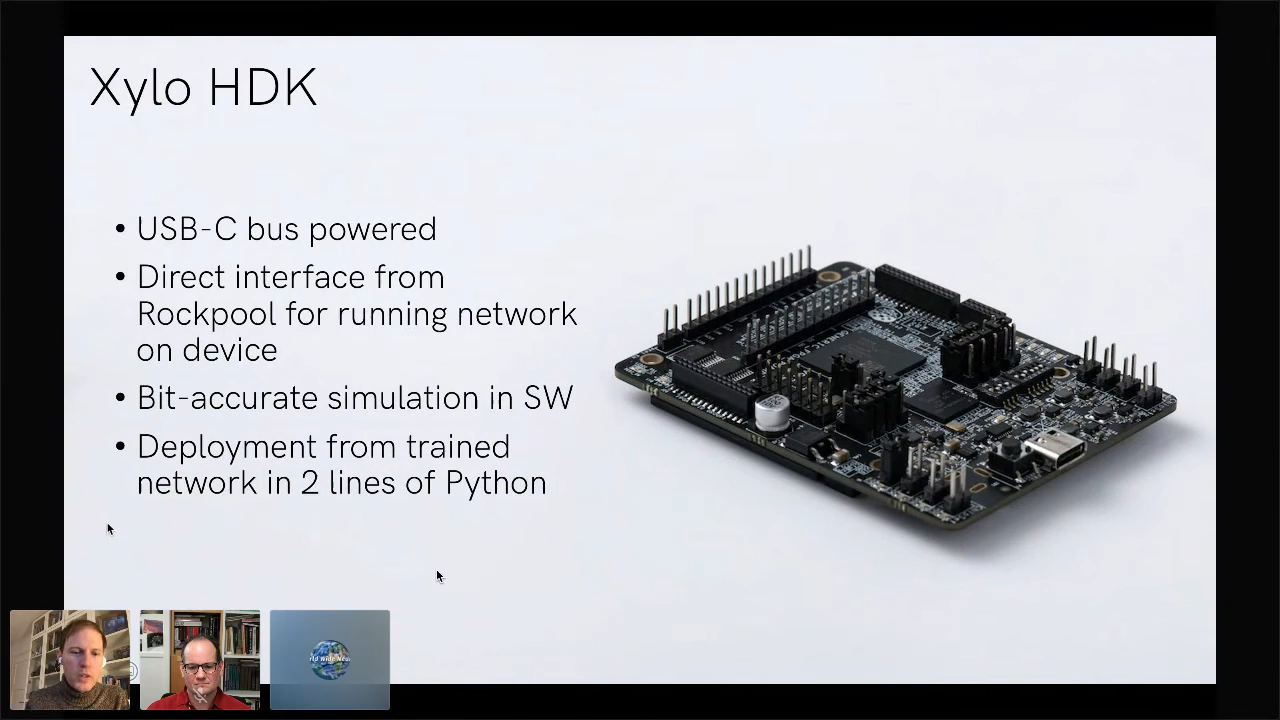 Xylo HDK
• USB-C bus powered
• Direct interface from
Rockpool for running network
on device
• Bit-accurate simulation in SW
• Deployment from trained
network in 2 lines of Python